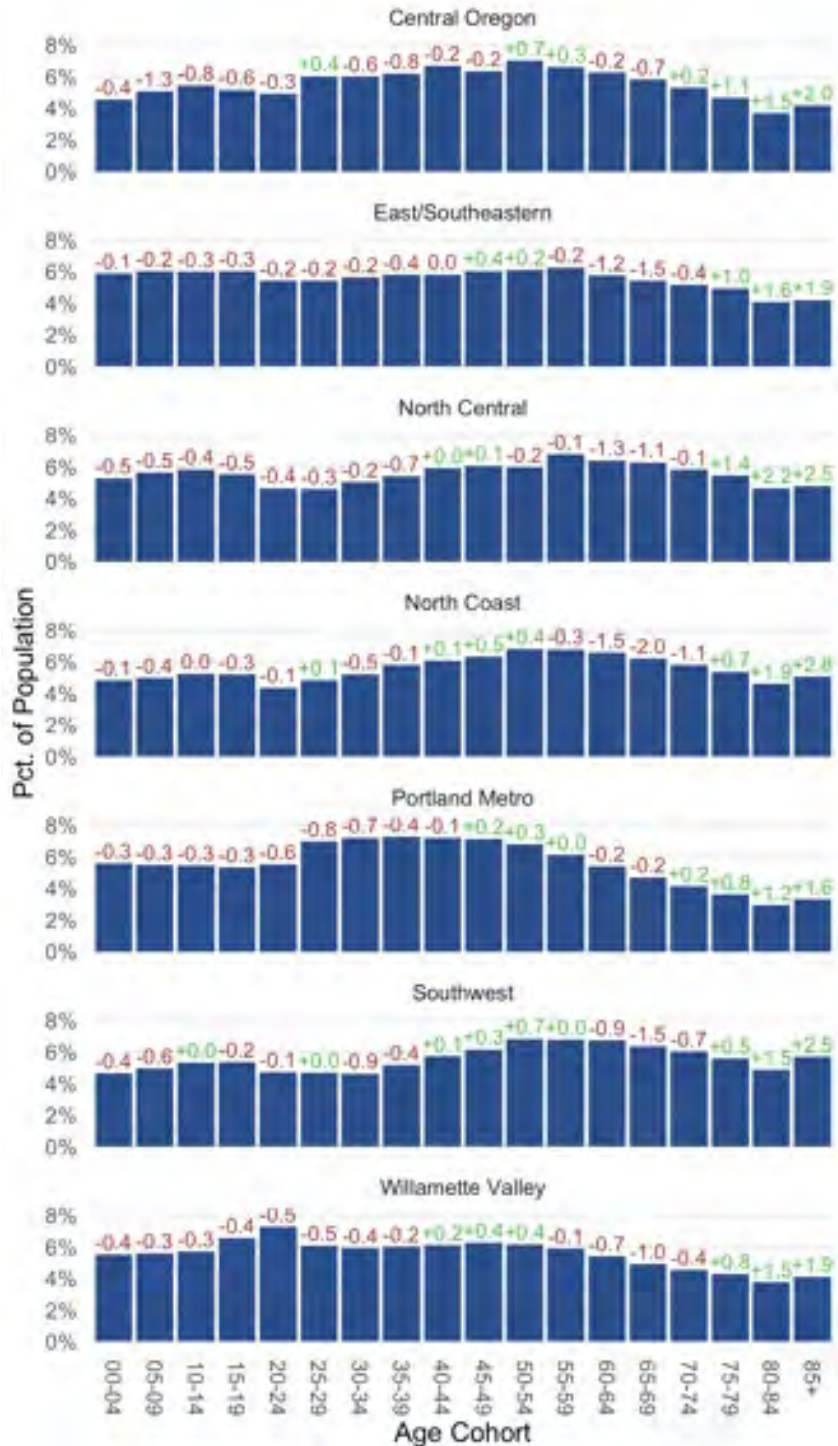 Central Oregon
8%
6%
4%
2%
0%
-0.4 -1.3 -0.8 -0.6 -0.3 +0.4 -0.6 -0.8 -0.2 -0.2 +0.7 +0.3 -0.2 -0.7 +0.2 +1.1 +1.5 +2.0
East/Southeastern
8%
6%
4%
2%
0%
-0.1 -0.2 -0.3 -0.3 -0.2 -0.2 -0.2 -0.4 0.0 +0.4 +0.2 -0.2 -1.2 -1.5 -0.4 +1.0 +1.6 +1.9
North Central
8%
6%
4%
2%
0%
-0.5 -0.5 -0.4 -0.5 -0.4 -0.3 -0.2 -0.7 +0.0 +0.1 -0.2 -0.1 -1.3 -1.1 -0.1 +1.4 +2.2 +2.5
North Coast
8%
6%
4%
2%
0%
-0.1 -0.4 0.0 -0.3 -0.1 +0.1 -0.5 -0.1 +0.1 +0.5 +0.4 -0.3 -1.5 -2.0 -1.1 +0.7 +1.9 +2.8
Pct. of Population
Portland Metro
8%
6%
4%
2%
0%
-0.3 -0.3 -0.3 -0.3 -0.6 -0.8 -0.7 -0.4 -0.1 +0.2 +0.3 +0.0 -0.2 -0.2 +0.2 +0.8 +1.2 +1.6
Southwest
8%
6%
4%
2%
0%
-0.4 -0.6 +0.0 -0.2 -0.1 +0.0 -0.9 -0.4 +0.1 +0.3 +0.7 +0.0 -0.9 -1.5 -0.7 +0.5 +1.5 +2.5
Willamette Valley
8%
6%
4%
2%
0%
-0.4 -0.3 -0.3 -0.4 -0.5 -0.5 -0.4 -0.2 +0.2 +0.4 +0.4 -0.1 -0.7 -1.0 -0.4 +0.8 +1.5 +1.9
00-04 05-09 10-14 15-19 20-24 25-29 30-34 35-39 40-44 45-49 50-54 55-59 60-64 65-69 70-74 75-79 80-84 85+
Age Cohort